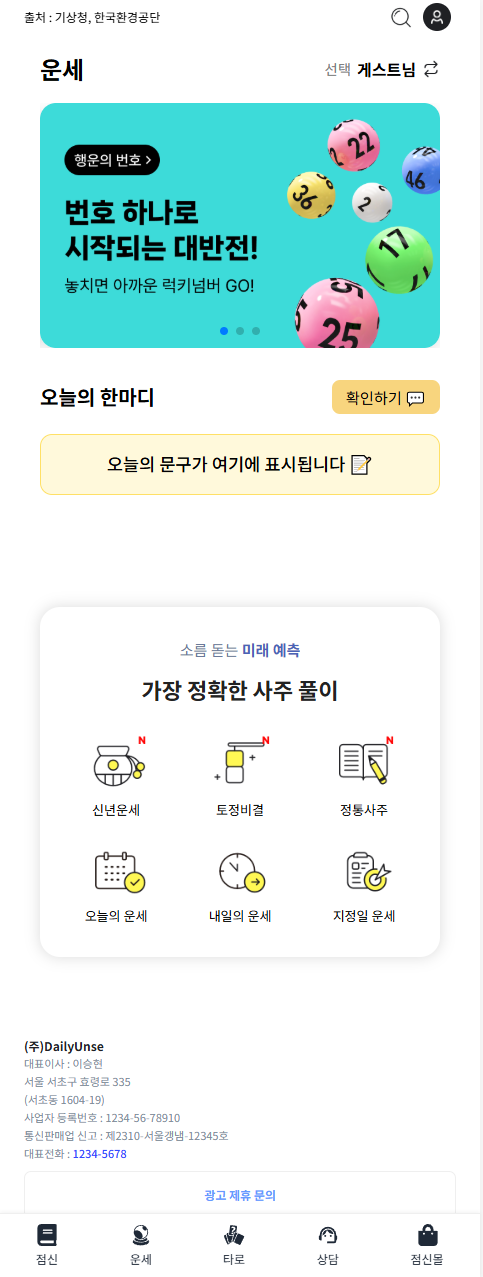 출처 : 기상청, 한국환경공단
운세
선택 게스트님
행운의 번호 >
번호 하나로
시작되는 대반전!
놓치면 아까운 럭키넘버 GO!
22
2
46
36
2
17
25
오늘의 한마디
확인하기 💬
오늘의 문구가 여기에 표시됩니다 📝
소름 돋는 미래 예측
가장 정확한 사주 풀이
N
N
N
신년운세
토정비결
정통사주
오늘의 운세
내일의 운세
지정일 운세
(주)DailyUnse
대표이사 : 이승현
서울 서초구 효령로 335
(서초동 1604-19)
사업자 등록번호 : 1234-56-78910
통신판매업 신고 : 제2310-서울갱냄-12345호
대표전화 : 1234-5678
광고 제휴 문의
점신
운세
타로
상담
점신몰